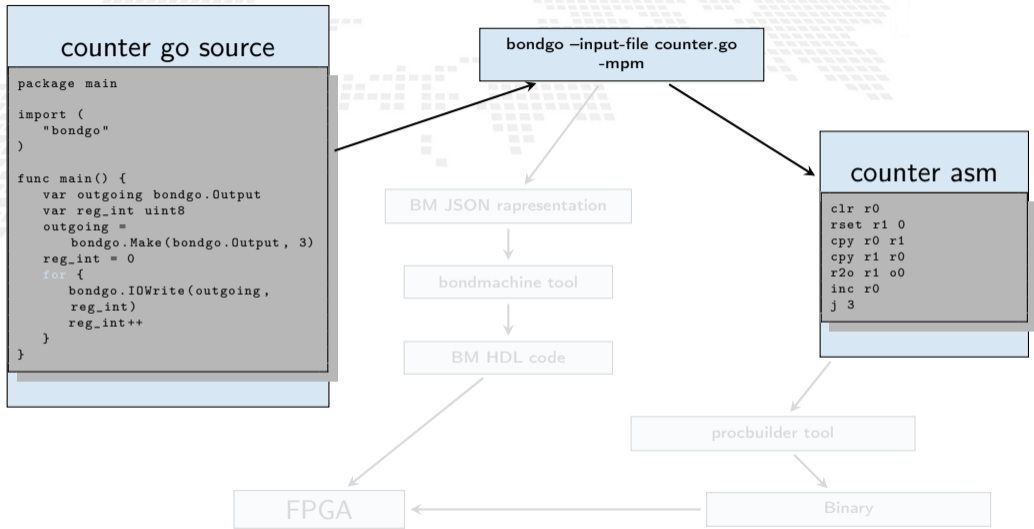 counter go source
package main
import (
"bondgo"
)
func main() {
var outgoing bondgo.Output
var reg_int uint8
outgoing =
bondgo.Make(bondgo.Output, 3)
reg_int = 0
for {
bondgo.IOWrite(outgoing,
reg_int)
reg_int++
}
}
bondgo –input-file counter.go
-mpm
BM JSON rapresentation
bondmachine tool
BM HDL code
FPGA
counter asm
clr r0
rset r1 0
cpy r0 r1
cpy r1 r0
r2o r1 o0
inc r0
j 3
procbuilder tool
Binary